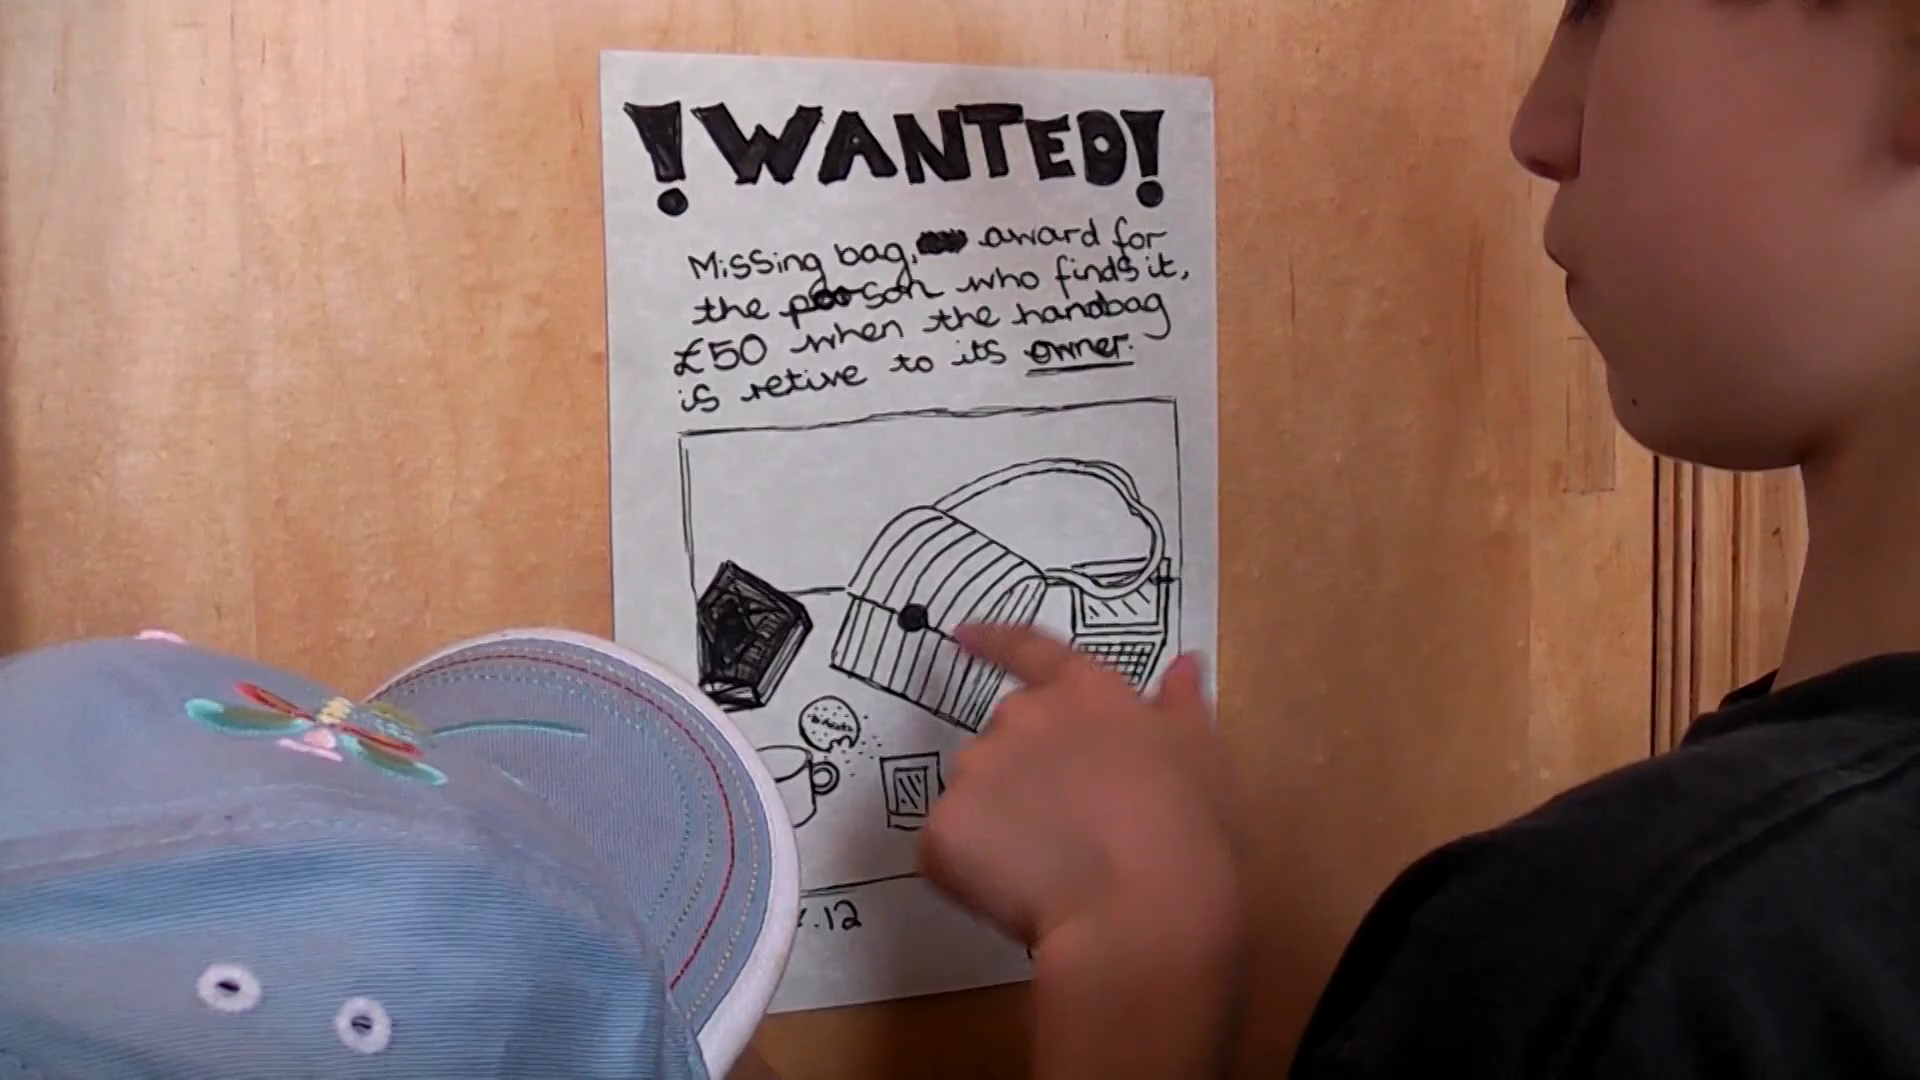 !WANTED!
Missing bag, award for
the person who finds it,
£50 when the handbag
is retive to its owner.
.12